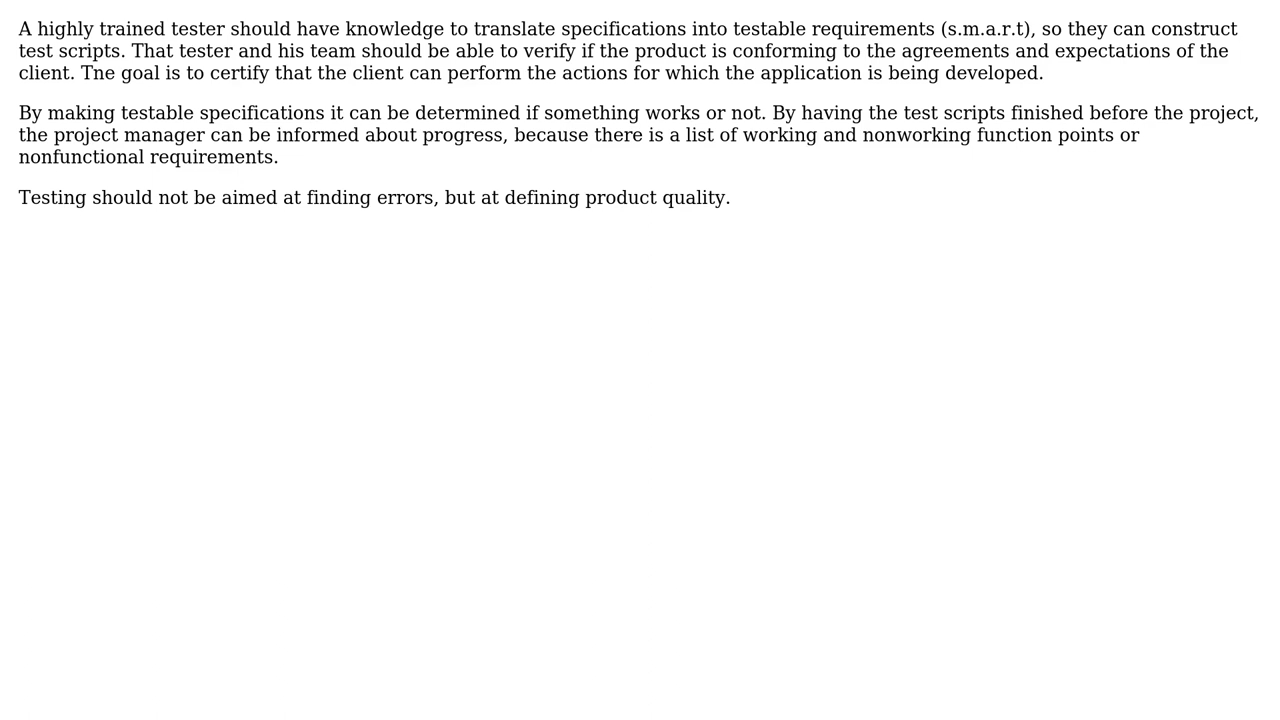 A highly trained tester should have knowledge to translate specifications into testable requirements (s.m.a.r.t), so they can construct
test scripts. That tester and his team should be able to verify if the product is conforming to the agreements and expectations of the
client. Tne goal is to certify that the client can perform the actions for which the application is being developed.
By making testable specifications it can be determined if something works or not. By having the test scripts finished before the project,
the project manager can be informed about progress, because there is a list of working and nonworking function points or
nonfunctional requirements.
Testing should not be aimed at finding errors, but at defining product quality.